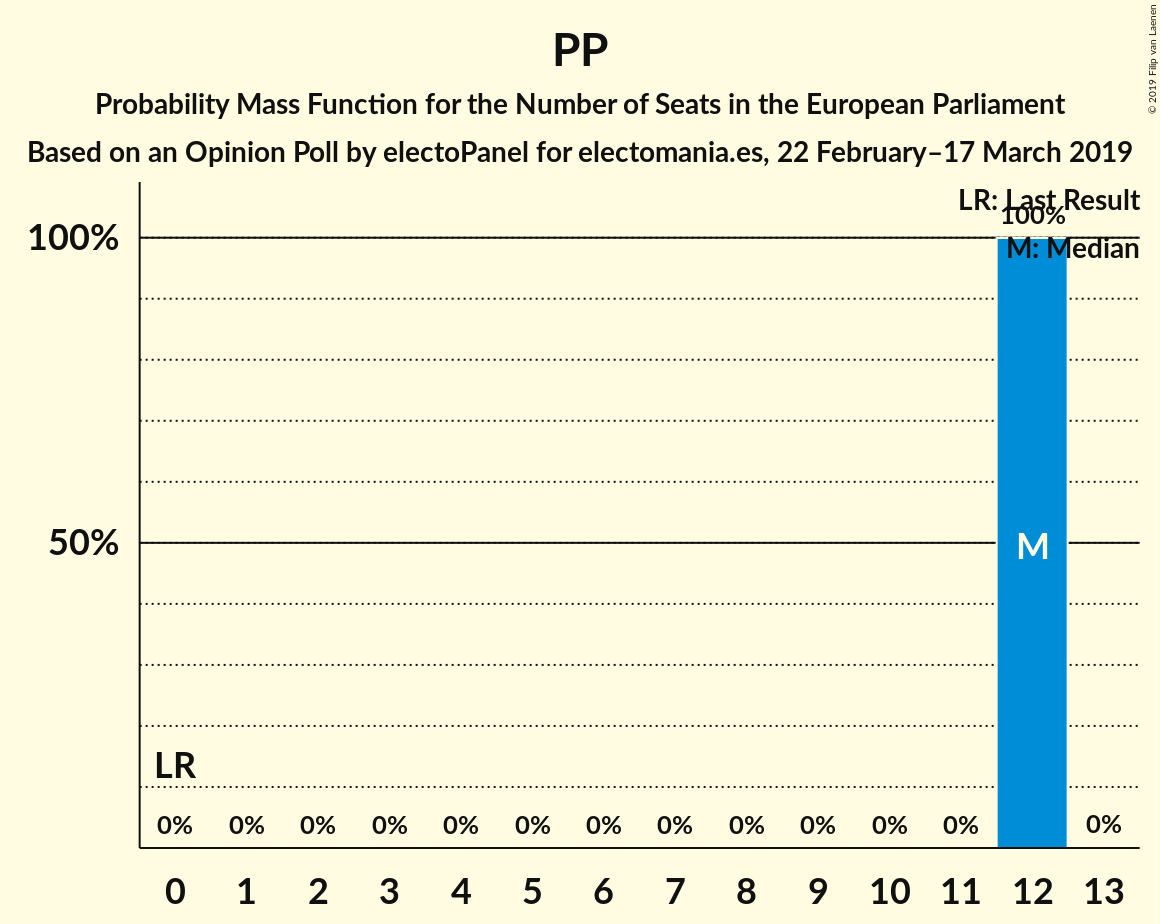 PP
Probability Mass Function for the Number of Seats in the European Parliament
Based on an Opinion Poll by electoPanel for electomania.es, 22 February–17 March 2019
© 2019 Filip van Laenen
LR: Last Result
100%
M: Median
100%
50%
M
LR
0% 0% 0% 0% 0% 0% 0% 0% 0% 0% 0% 0% 0%
0 1 2 3 4 5 6 7 8 9 10 11 12 13